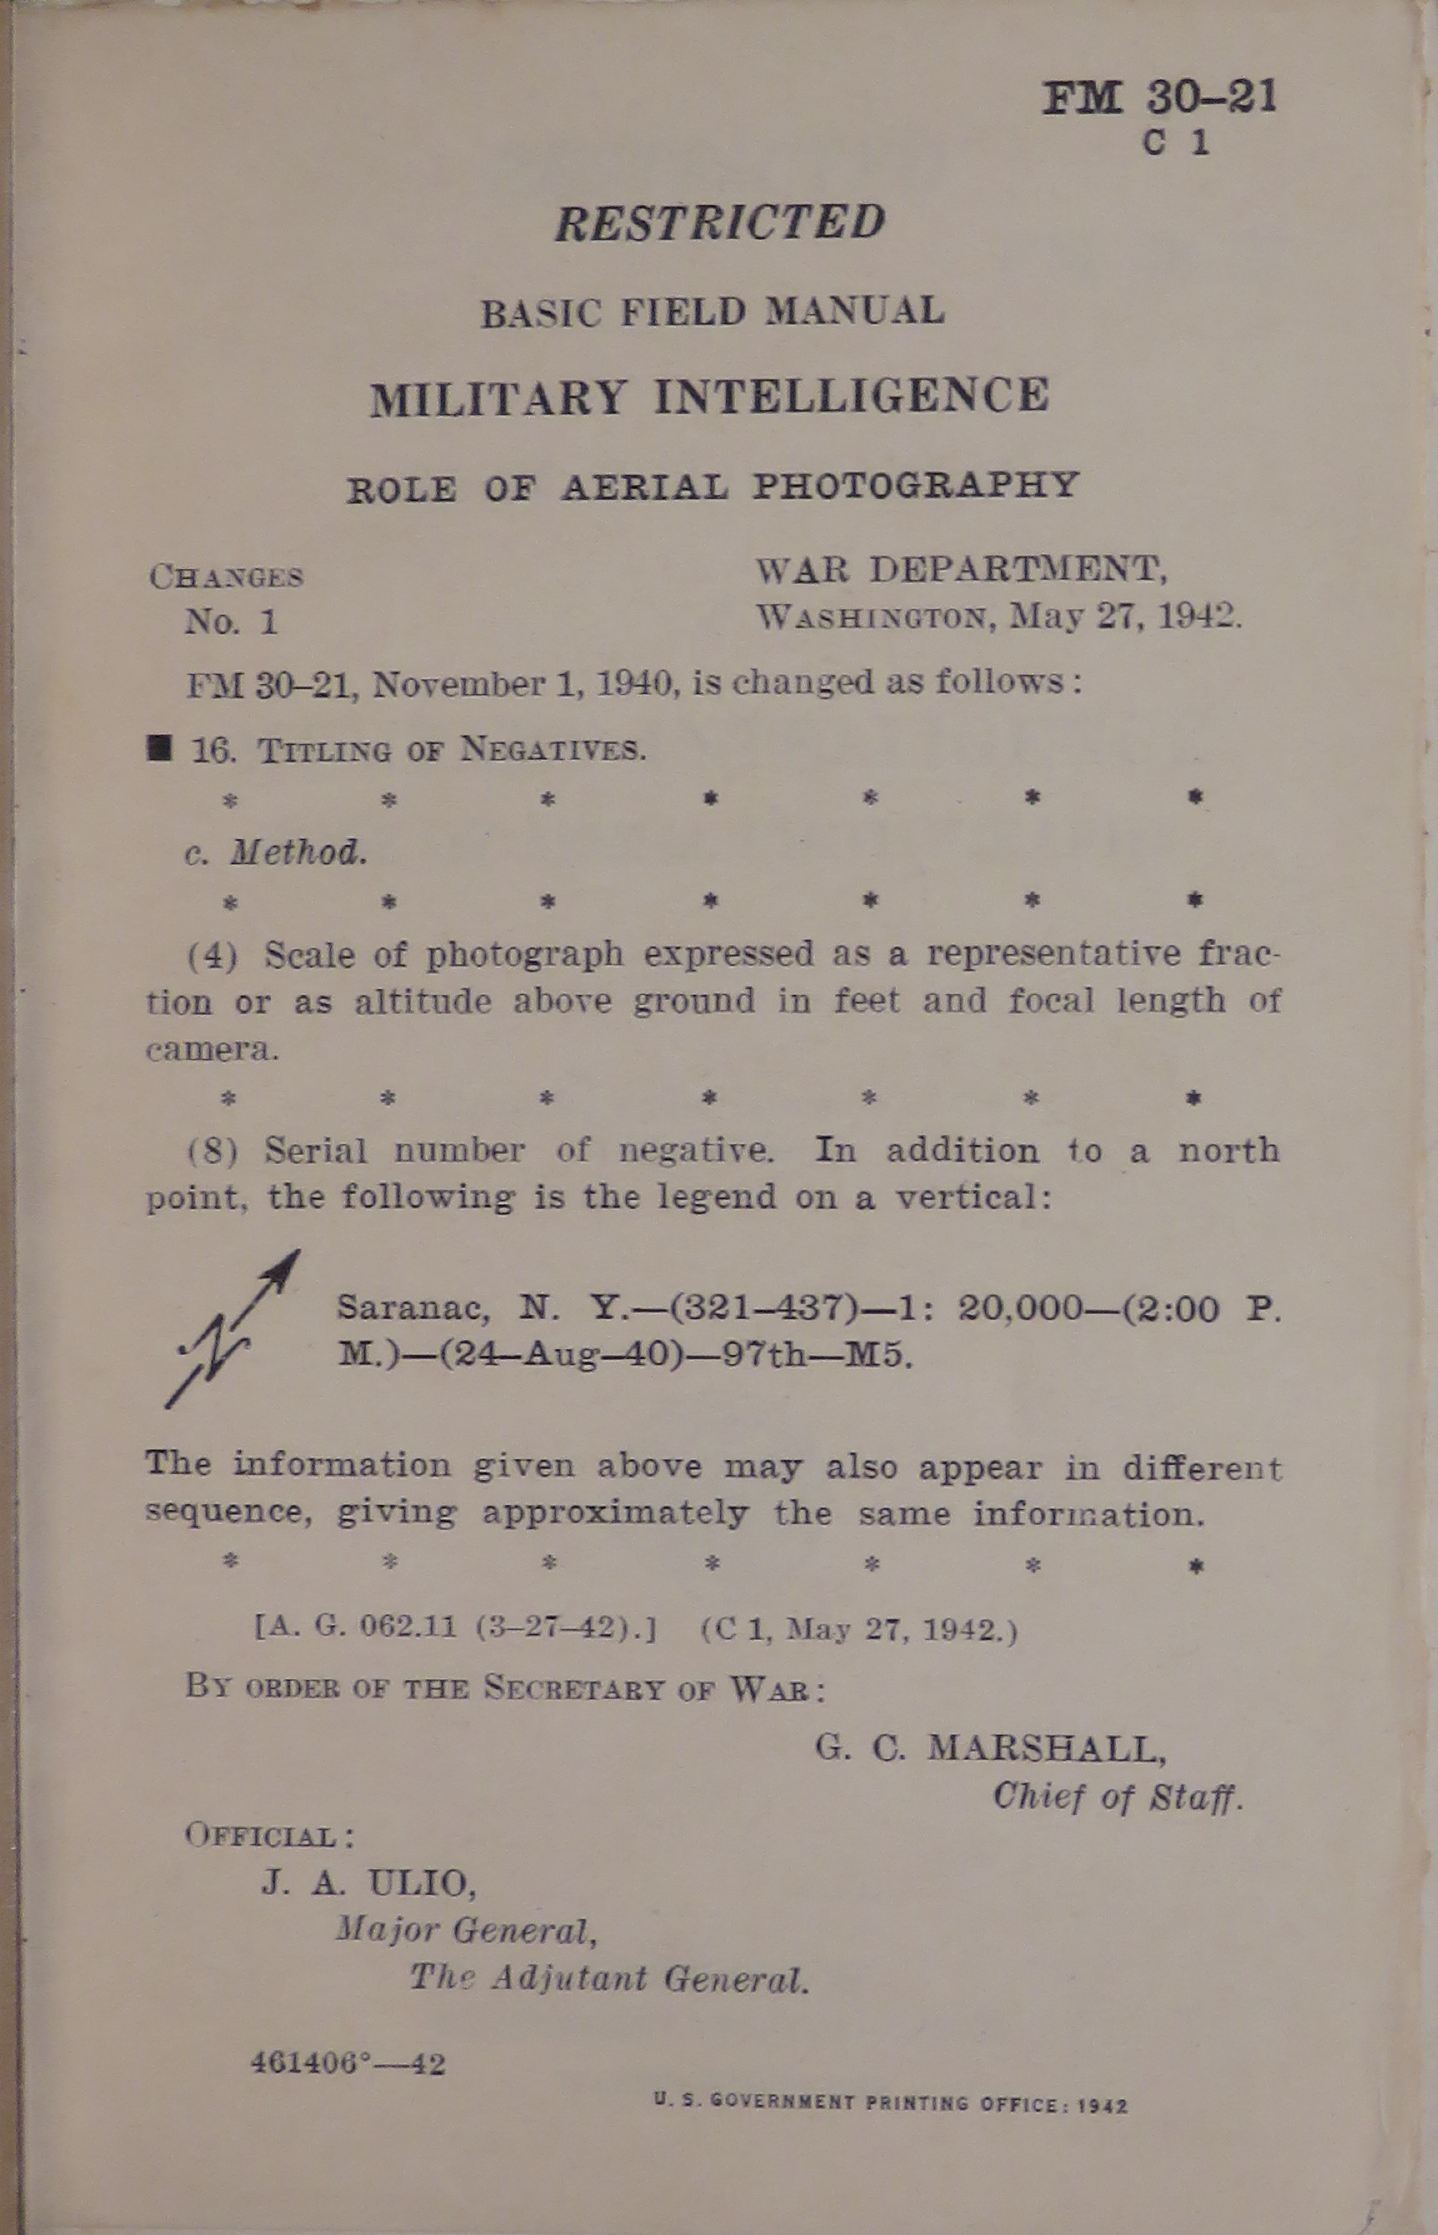 FM 30–21
C 1
RESTRICTED
BASIC FIELD MANUAL
MILITARY INTELLIGENCE
ROLE OF AERIAL PHOTOGRAPHY
CHANGES
No. 1
WAR DEPARTMENT,
WASHINGTON, May 27, 1942.
FM 30–21, November 1, 1940, is changed as follows:
■ 16. TITLING OF NEGATIVES.
* * * * * * *
c. Method.
* * * * * * *
(4) Scale of photograph expressed as a representative frac-
tion or as altitude above ground in feet and focal length of
camera.
* * * * * * *
(8) Serial number of negative. In addition to a north
point, the following is the legend on a vertical:
N
Saranac, N. Y.—(321–437)—1: 20,000—(2:00 P.
M.)—(24–Aug–40)—97th—M5.
The information given above may also appear in different
sequence, giving approximately the same information.
* * * * * * *
[A. G. 062.11 (3–27–42).] (C 1, May 27, 1942.)
BY ORDER OF THE SECRETARY OF WAR:
G. C. MARSHALL,
Chief of Staff.
OFFICIAL:
J. A. ULIO,
Major General,
The Adjutant General.
461406°—42
U. S. GOVERNMENT PRINTING OFFICE: 1942